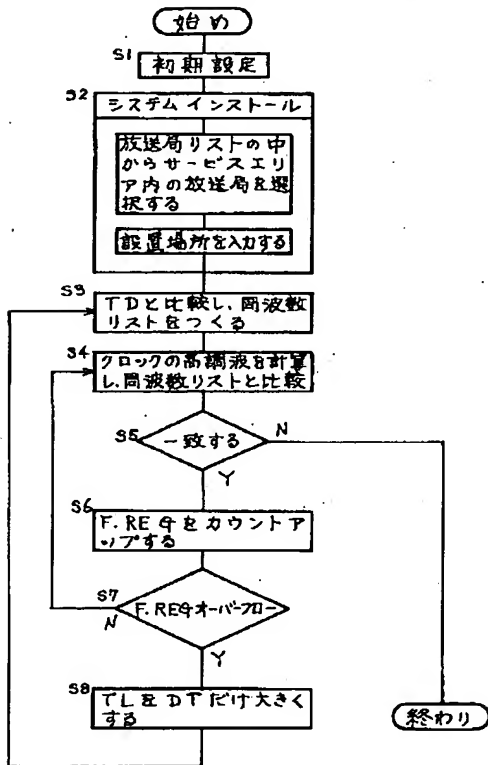 始め
S1
初期設定
S2
システムインストール
放送局リストの中
からサービスエリ
ア内の放送局を選
択する
設置場所を入力する
S3
TDと比較し、周波数
リストをつくる
S4
クロックの高調波を計算
し、周波数リストと比較
S5
一致する
N
Y
S6
F.REGをカウントア
ップする
S7
F.REGオーバーフロー
N
Y
S8
TLをDTだけ大きく
する
終わり